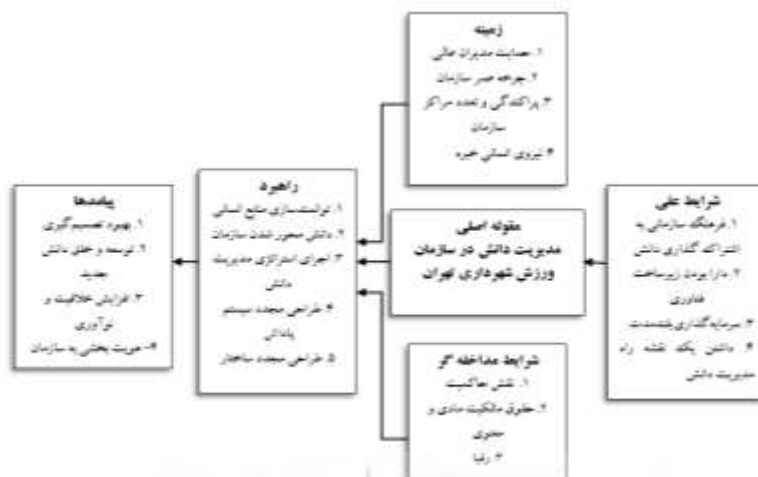 شرایط علی
۱. فرهنگ سازمانی به
اشتراک گذاری دانش
۲. دارا بودن زیرساخت
فناوری
۳. سرمایه‌گذاری بلندمدت
۴. داشتن یک نقشه راه
مدیریت دانش
زمینه
۱. حمایت مدیران عالی
۲. چرخه عمر سازمان
۳. پراکندگی و تعدد مراکز
سازمان
۴. نیروی انسانی خبره
مقوله اصلی
مدیریت دانش در سازمان
ورزش شهرداری تهران
شرایط مداخله گر
۱. نقش حاکمیت
۲. حقوق مالکیت مادی و
معنوی
۳. رقبا
راهبرد
۱. توانمندسازی منابع انسانی
۲. دانش محور شدن سازمان
۳. اجرای استراتژی مدیریت
دانش
۴. طراحی مجدد سیستم
پاداش
۵. طراحی مجدد ساختار
پیامدها
۱. بهبود تصمیم‌گیری
۲. توسعه و خلق دانش
جدید
۳. افزایش خلاقیت و
نوآوری
۴- هویت بخشی به سازمان